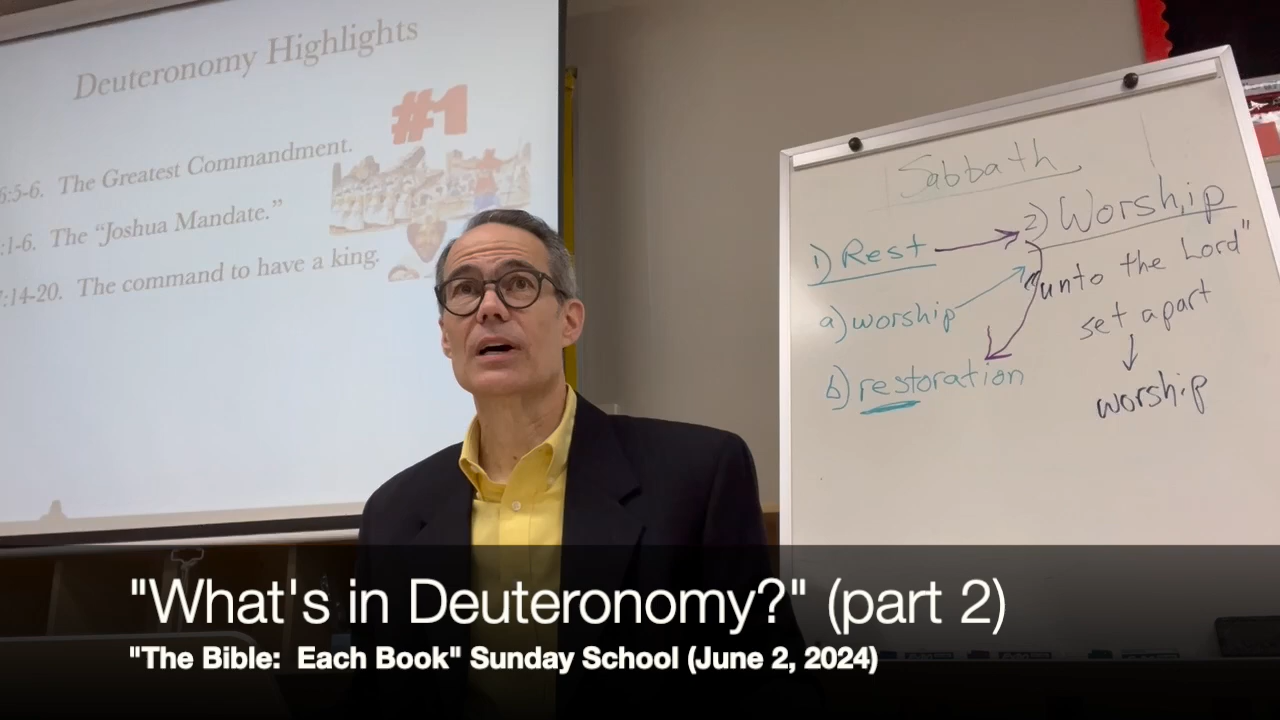 Deuteronomy Highlights
#1
6:5-6. The Greatest Commandment.
:1-6. The "Joshua Mandate."
:14-20. The command to have a king.
Sabbath
1) Rest
2) Worship
"unto the Lord"
a) worship
set apart
b) restoration
worship
"What's in Deuteronomy?" (part 2)
"The Bible: Each Book" Sunday School (June 2, 2024)